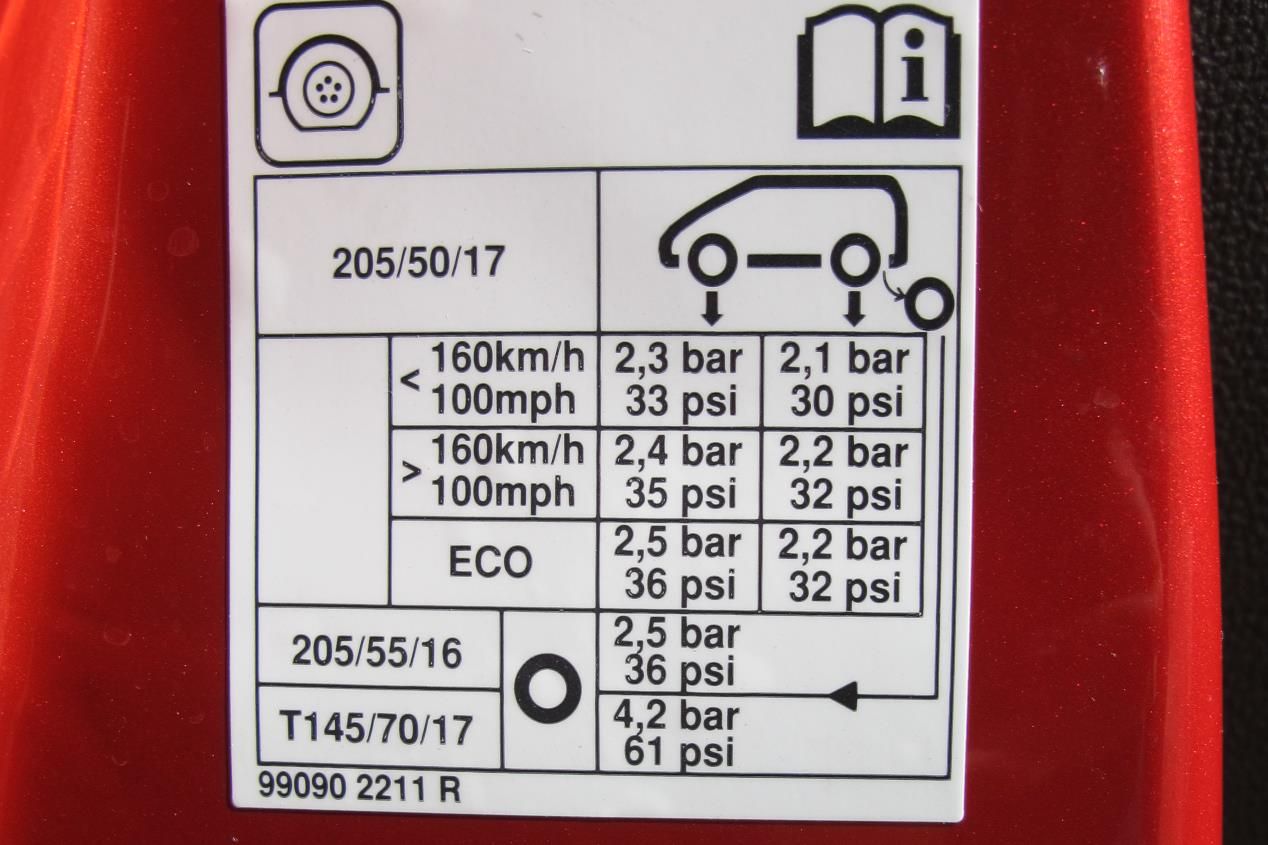 i
205/50/17
< 160km/h 100mph 2,3 bar 33 psi 2,1 bar 30 psi
> 160km/h 100mph 2,4 bar 35 psi 2,2 bar 32 psi
ECO 2,5 bar 36 psi 2,2 bar 32 psi
205/55/16 2,5 bar 36 psi
T145/70/17 4,2 bar 61 psi
99090 2211 R